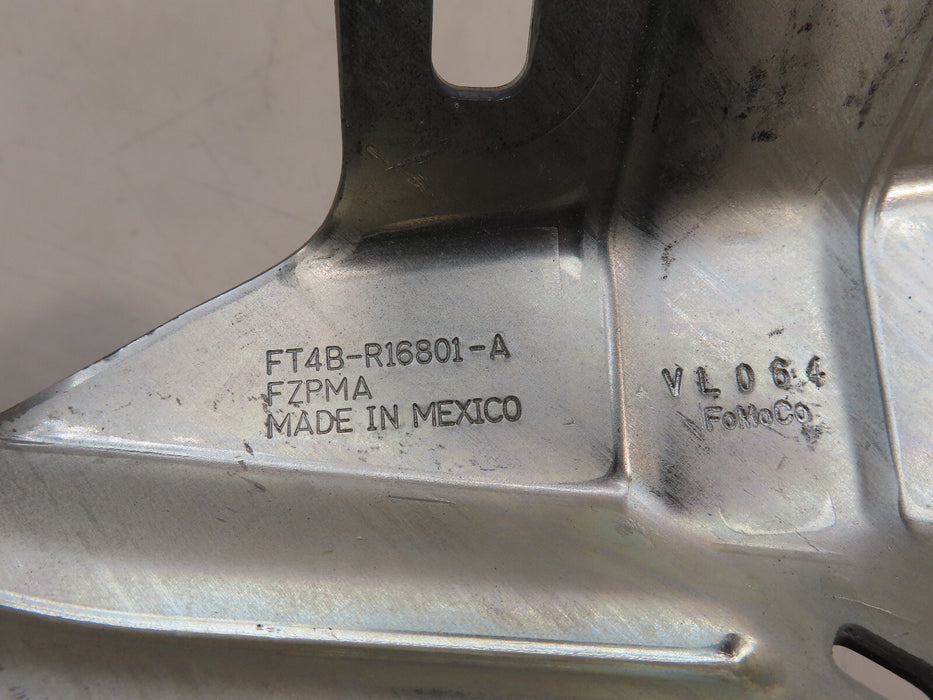 FT4B-R16801-A
FZPMA
MADE IN MEXICO
VL064
FoMoCo